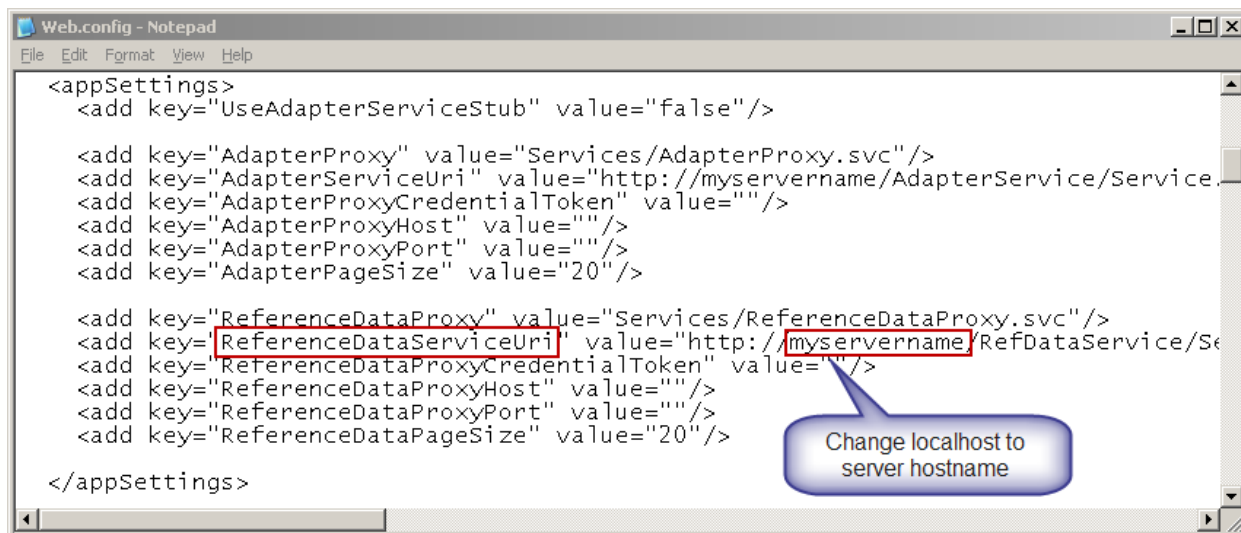 Web.config - Notepad
File Edit Format View Help
<appSettings>
<add key="UseAdapterServiceStub" value="false"/>
<add key="AdapterProxy" value="Services/AdapterProxy.svc"/>
<add key="AdapterServiceUri" value="http://myservername/AdapterService/Service.
<add key="AdapterProxyCredentialToken" value=""/>
<add key="AdapterProxyHost" value=""/>
<add key="AdapterProxyPort" value=""/>
<add key="AdapterPageSize" value="20"/>
<add key="ReferenceDataProxy" value="Services/ReferenceDataProxy.svc"/>
<add key="ReferenceDataServiceUri" value="http://myservername/RefDataService/Se
<add key="ReferenceDataProxyCredentialToken" value=""/>
<add key="ReferenceDataProxyHost" value=""/>
<add key="ReferenceDataProxyPort" value=""/>
<add key="ReferenceDataPageSize" value="20"/>
Change localhost to
server hostname
</appSettings>